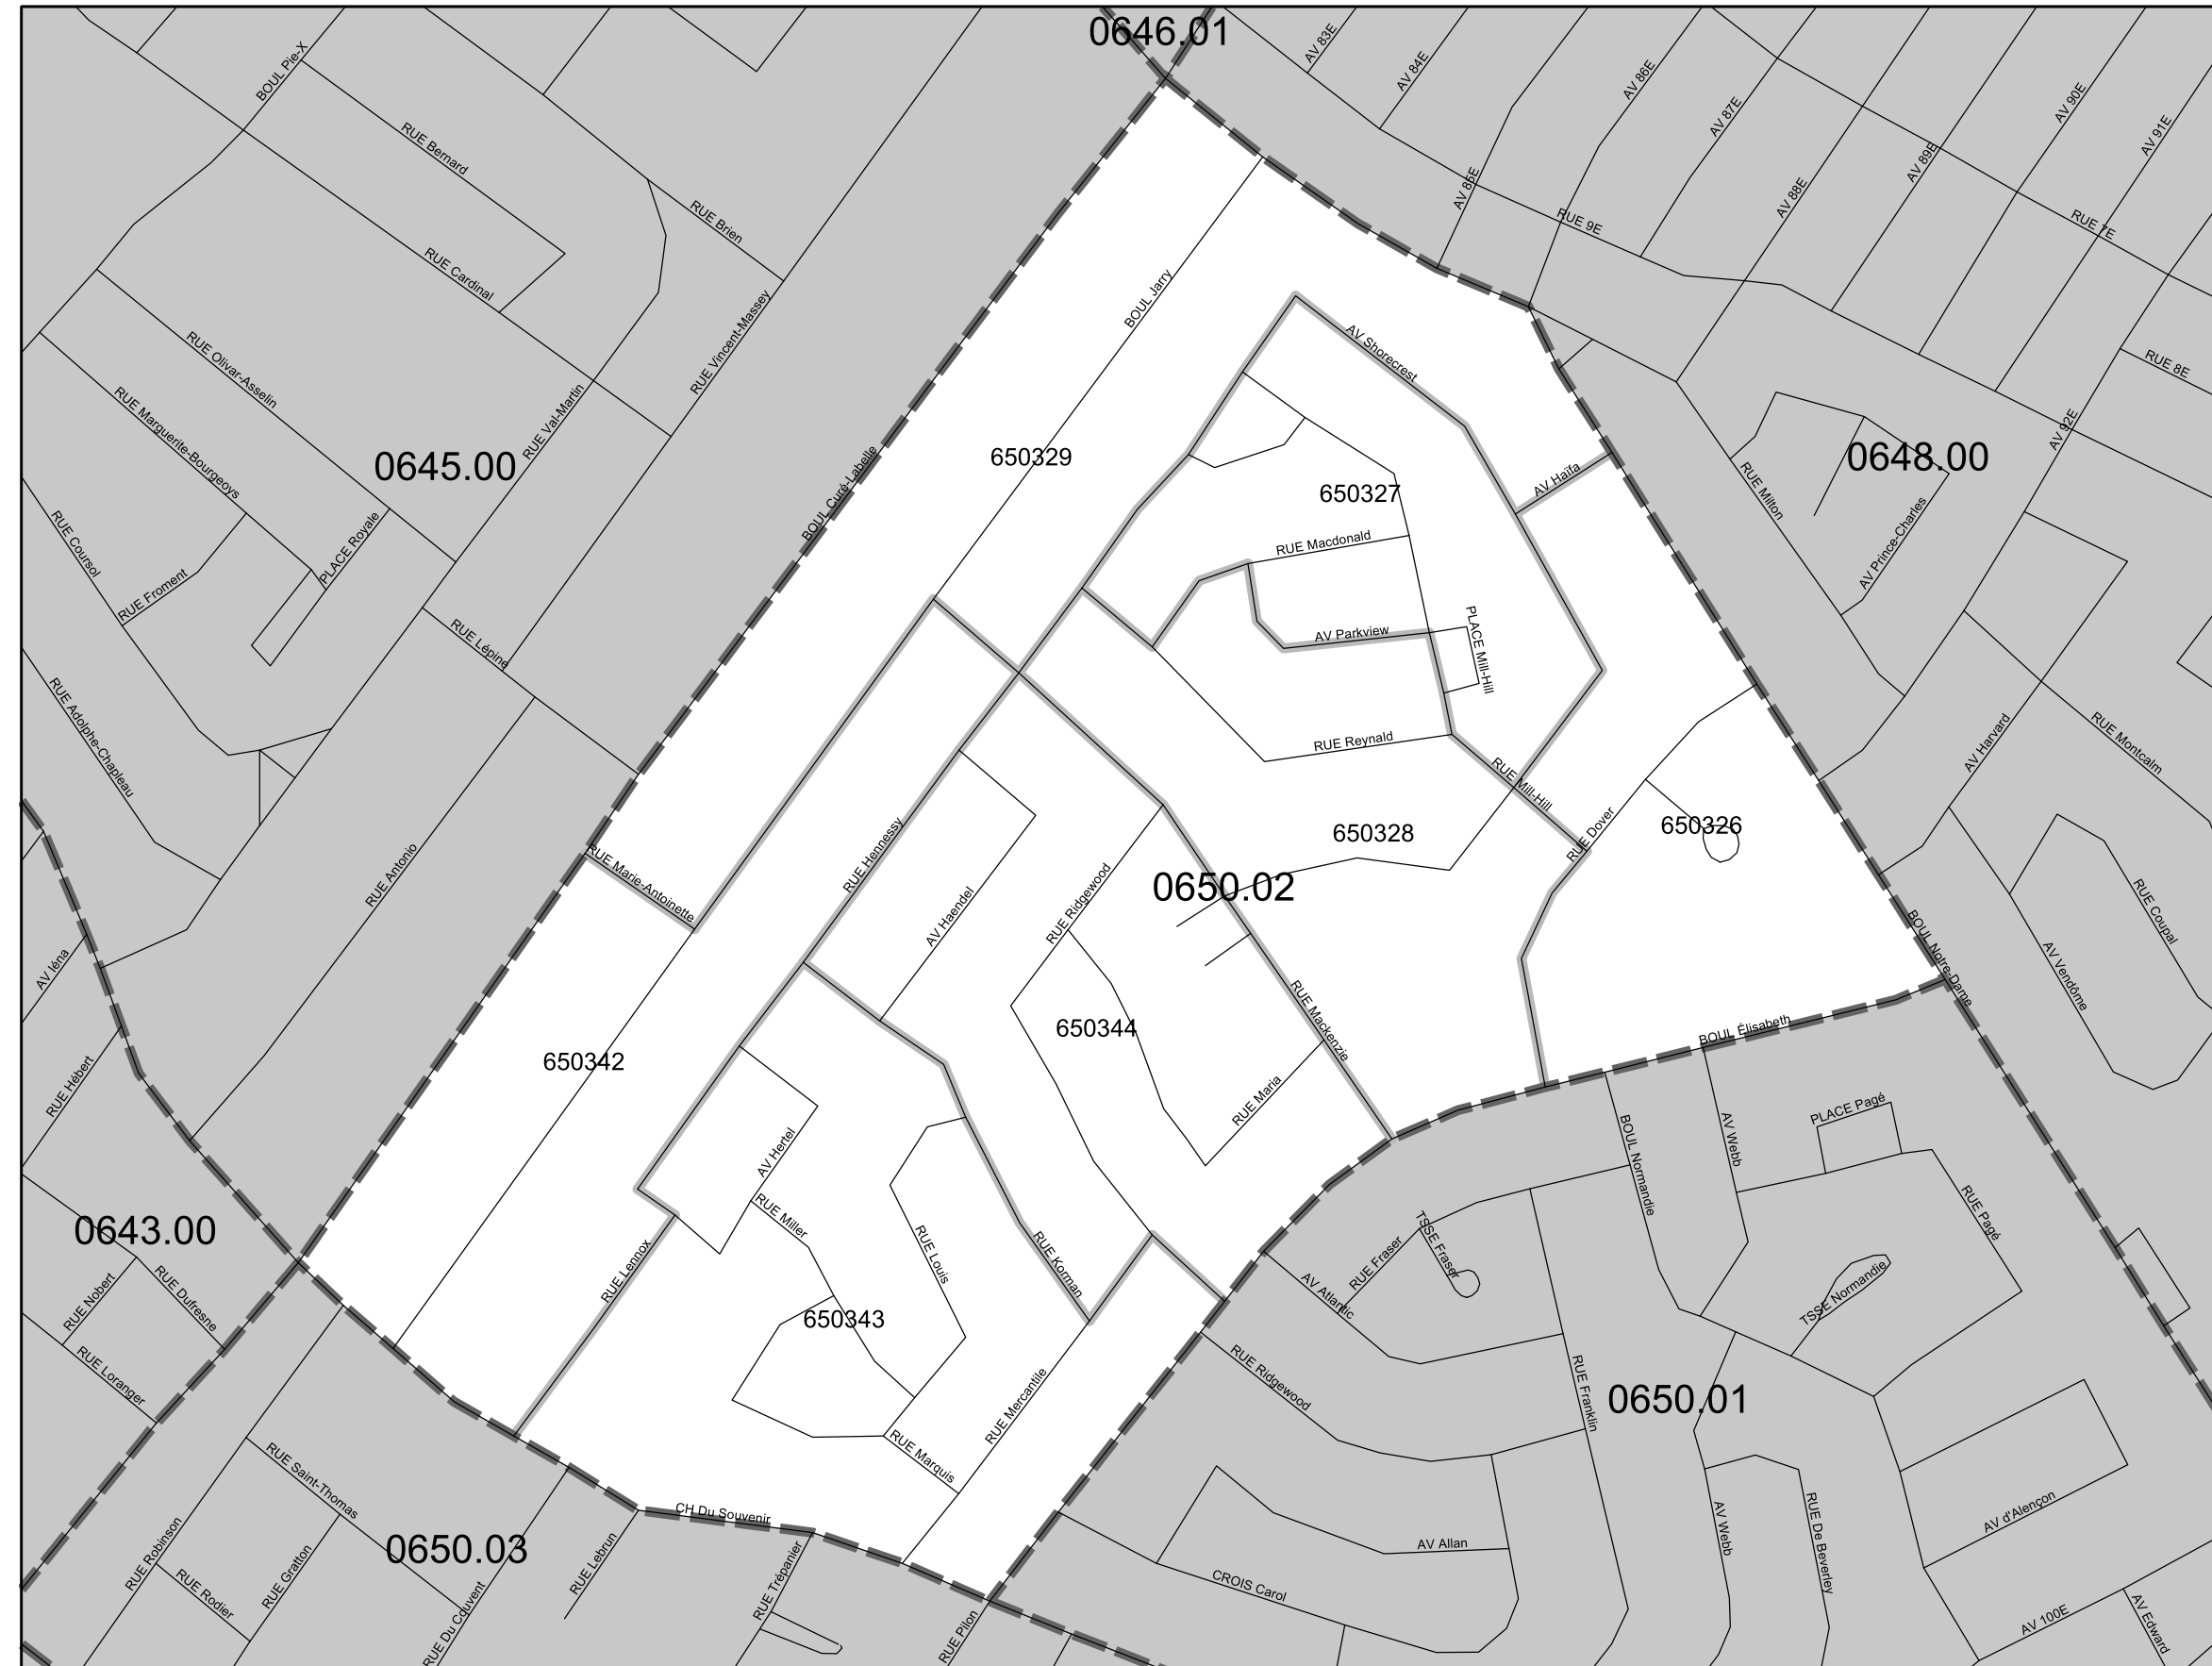 0646.01
BOUL Pie-X
AV 83E
AV 84E
AV 86E
AV 87E
AV 90E
AV 91E
RUE Bernard
RUE Brien
AV 85E
AV 88E
AV 89E
RUE 9E
RUE 7E
RUE Cardinal
BOUL Jarry
RUE Vincent-Massey
RUE Olivar-Asselin
AV Shorecrest
RUE 8E
RUE Marguerite-Bourgeoys
RUE Val-Martin
AV 92E
0645.00
650329
0648.00
BOUL Curé-Labelle
650327
AV Haïfa
RUE Milton
RUE Coursol
PLACE Royale
RUE Macdonald
AV Prince-Charles
RUE Froment
RUE Lépine
AV Parkview
PLACE Mill-Hill
RUE Adolphe-Chapleau
RUE Reynald
AV Harvard
RUE Montcalm
RUE Mill-Hill
650328
RUE Dover
650326
RUE Hennessy
RUE Antonio
RUE Marie-Antoinette
0650.02
AV Haendel
RUE Ridgewood
RUE Coupal
BOUL Notre-Dame
AV Iéna
AV Vendôme
650344
RUE Mackenzie
BOUL Élisabeth
650342
RUE Hébert
RUE Maria
PLACE Pagé
AV Webb
BOUL Normandie
AV Hertel
0643.00
RUE Miller
RUE Pagé
RUE Louis
RUE Korman
TSSE Fraser
RUE Fraser
RUE Lennox
RUE Nobert
RUE Dufresne
AV Atlantic
TSSE Normandie
650343
RUE Loranger
RUE Ridgewood
RUE Franklin
0650.01
RUE Mercantile
RUE Marquis
RUE Saint-Thomas
CH Du Souvenir
AV d'Alençon
AV Webb
RUE De Beverley
0650.03
RUE Robinson
AV Allan
RUE Lebrun
RUE Gratton
RUE Rodier
RUE Trépanier
CROIS Carol
RUE Du Couvent
RUE Pilon
AV 100E
AV Edward